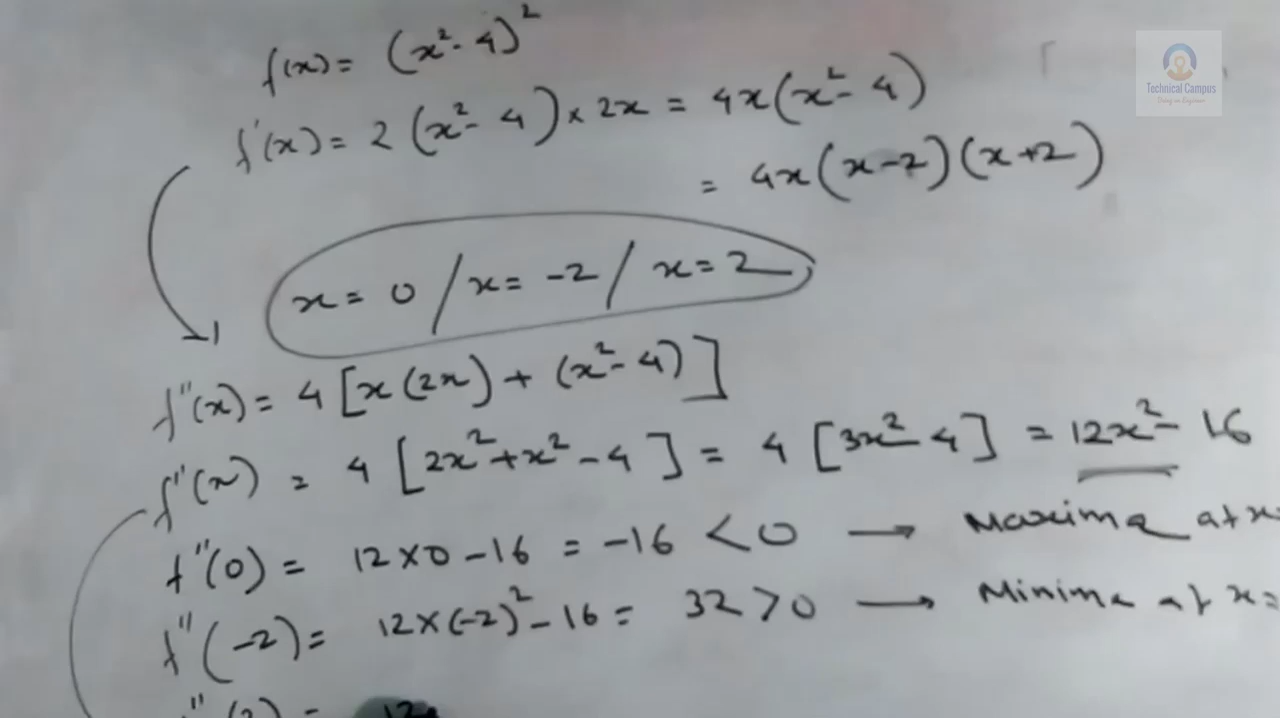 f(x) = (x² - 4)²
f'(x) = 2 (x² - 4) × 2x = 4x (x² - 4)
= 4x (x - 2) (x + 2)
x = 0 / x = -2 / x = 2
f''(x) = 4 [x (2x) + (x² - 4)]
f''(x) = 4 [2x² + x² - 4] = 4 [3x² - 4] = 12x² - 16
f''(0) = 12 × 0 - 16 = -16 < 0 → Maxima at x
f''(-2) = 12 × (-2)² - 16 = 32 > 0 → Minima at x =
f''(2) = 12
Technical Campus